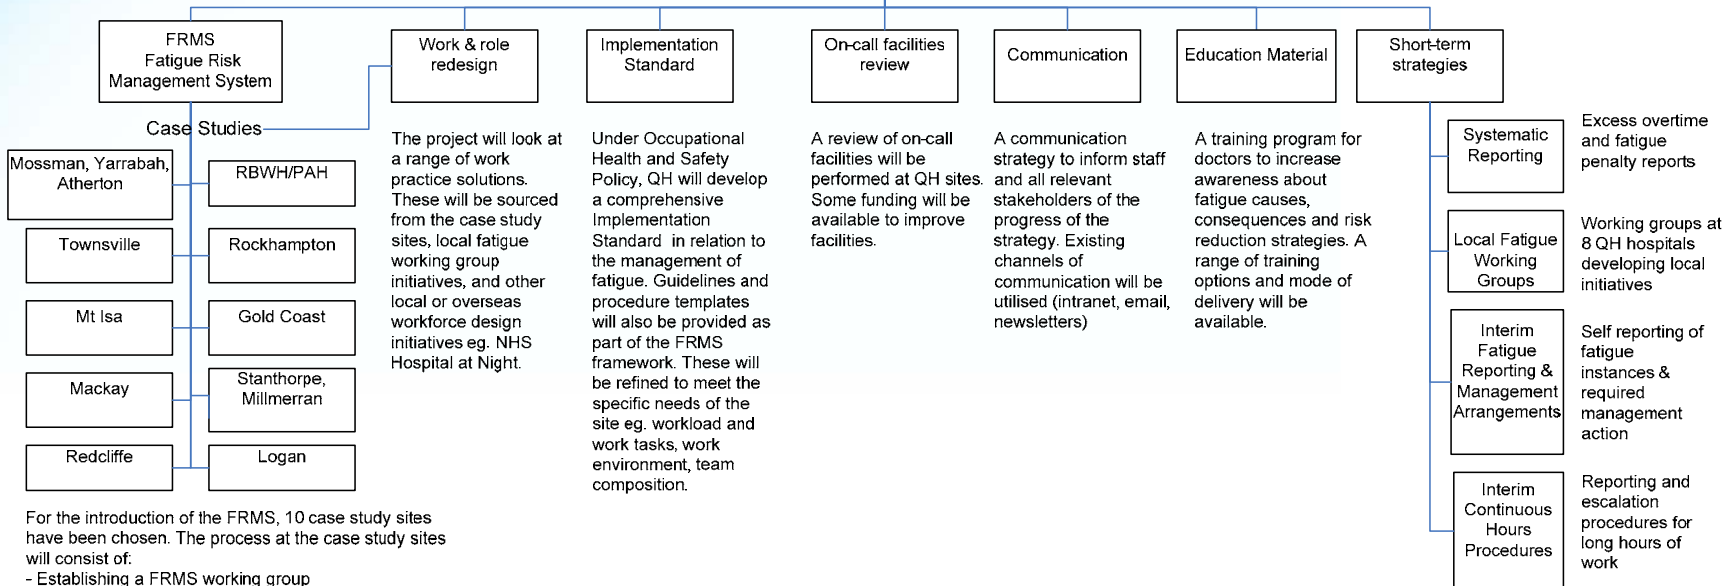 FRMS
Fatigue Risk
Management System
Work & role
redesign
Implementation
Standard
On-call facilities
review
Communication
Education Material
Short-term
strategies
Case Studies
Mossman, Yarrabah,
Atherton
RBWH/PAH
Townsville
Rockhampton
Mt Isa
Gold Coast
Mackay
Stanthorpe,
Millmerran
Redcliffe
Logan
For the introduction of the FRMS, 10 case study sites
have been chosen. The process at the case study sites
will consist of:
- Establishing a FRMS working group
The project will look at
a range of work
practice solutions.
These will be sourced
from the case study
sites, local fatigue
working group
initiatives, and other
local or overseas
workforce design
initiatives eg. NHS
Hospital at Night.
Under Occupational
Health and Safety
Policy, QH will develop
a comprehensive
Implementation
Standard in relation to
the management of
fatigue. Guidelines and
procedure templates
will also be provided as
part of the FRMS
framework. These will
be refined to meet the
specific needs of the
site eg. workload and
work tasks, work
environment, team
composition.
A review of on-call
facilities will be
performed at QH sites.
Some funding will be
available to improve
facilities.
A communication
strategy to inform staff
and all relevant
stakeholders of the
progress of the
strategy. Existing
channels of
communication will be
utilised (intranet, email,
newsletters)
A training program for
doctors to increase
awareness about
fatigue causes,
consequences and risk
reduction strategies. A
range of training
options and mode of
delivery will be
available.
Systematic
Reporting
Excess overtime
and fatigue
penalty reports
Local Fatigue
Working
Groups
Working groups at
8 QH hospitals
developing local
initiatives
Interim
Fatigue
Reporting &
Management
Arrangements
Self reporting of
fatigue
instances &
required
management
action
Interim
Continuous
Hours
Procedures
Reporting and
escalation
procedures for
long hours of
work